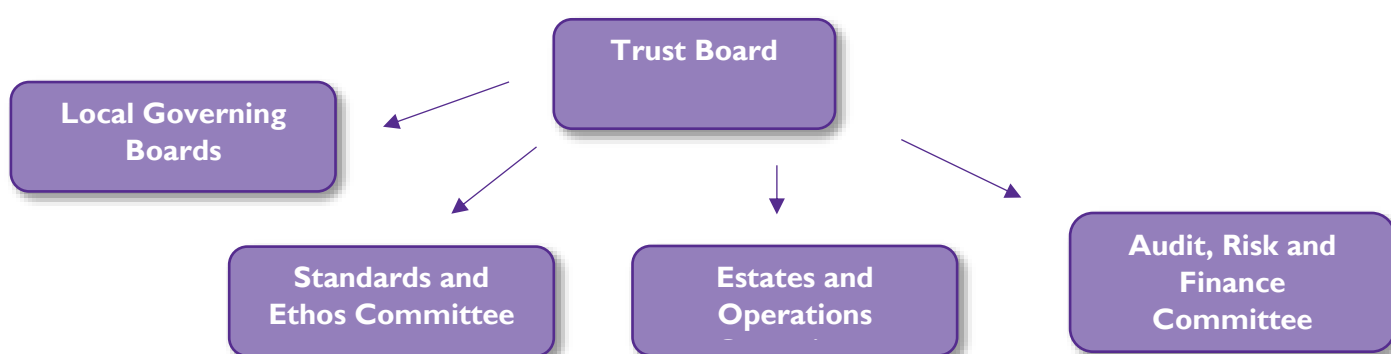 Trust Board
Local Governing
Boards
Standards and
Ethos Committee
Estates and
Operations
Audit, Risk and
Finance
Committee